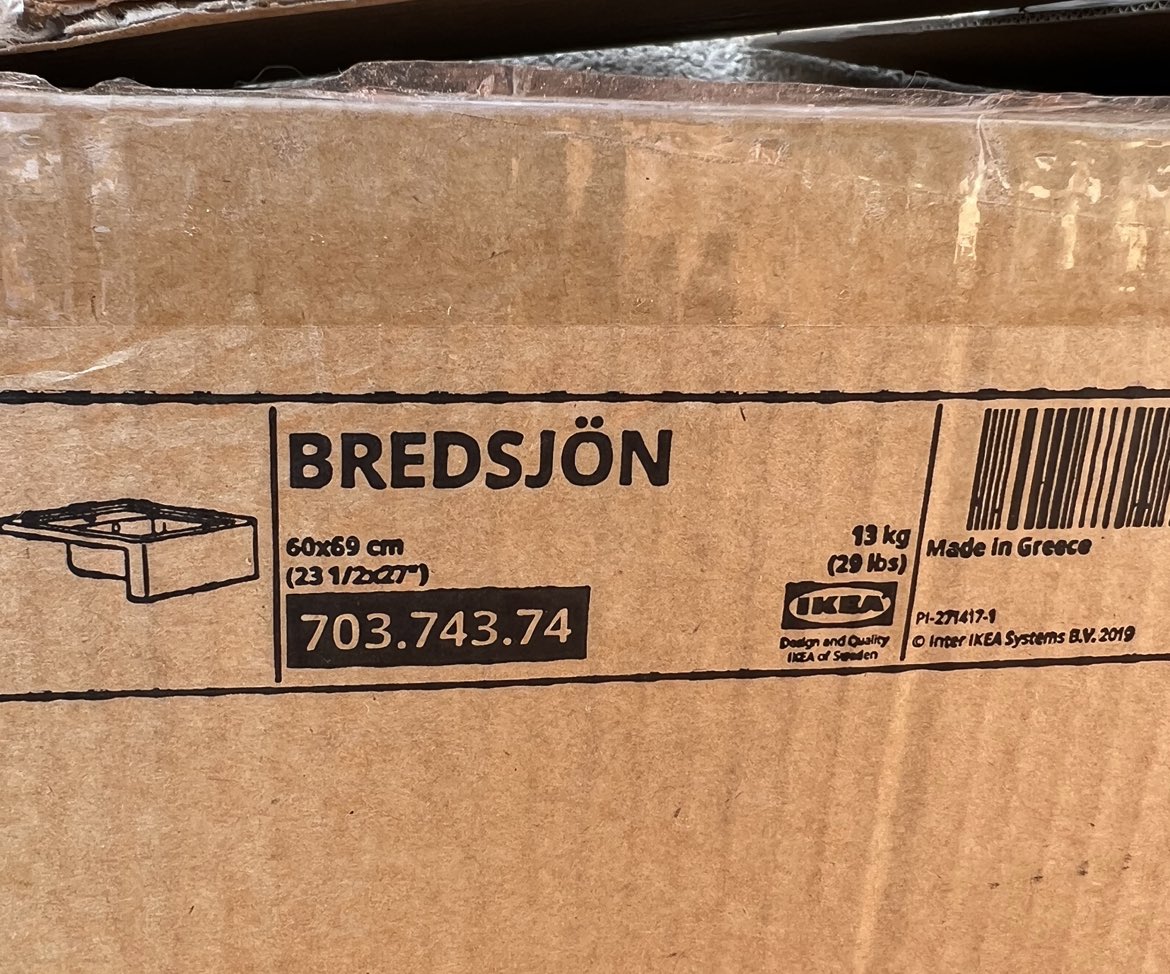 BREDSJÖN
60x69 cm
(23 1/2x27")
703.743.74
13 kg
(29 lbs)
IKEA
Design and Quality
IKEA of Sweden
Made in Greece
PI-271417-1
© Inter IKEA Systems B.V. 2019